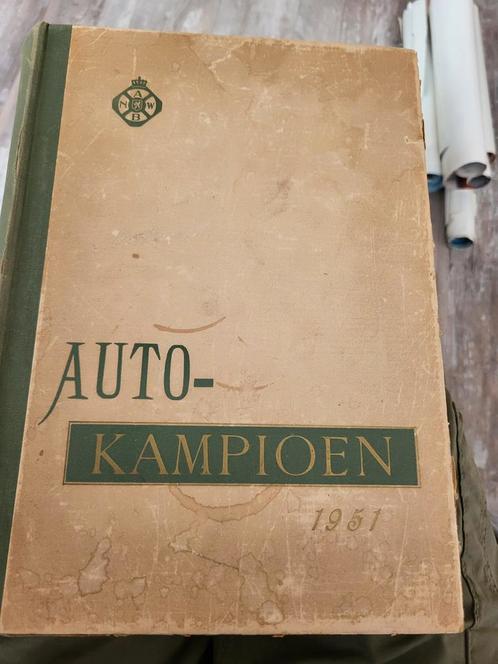 A
N W
B
AUTO-
KAMPIOEN
1951